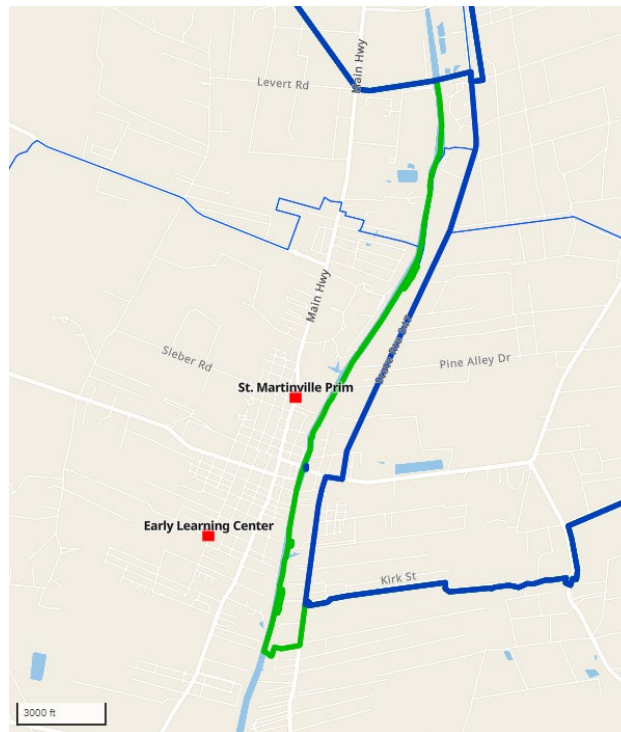 Main Hwy
Levert Rd
Main Hwy
Sieber Rd
Pine Alley Dr
St. Martinville Prim
Early Learning Center
Kirk St
3000 ft